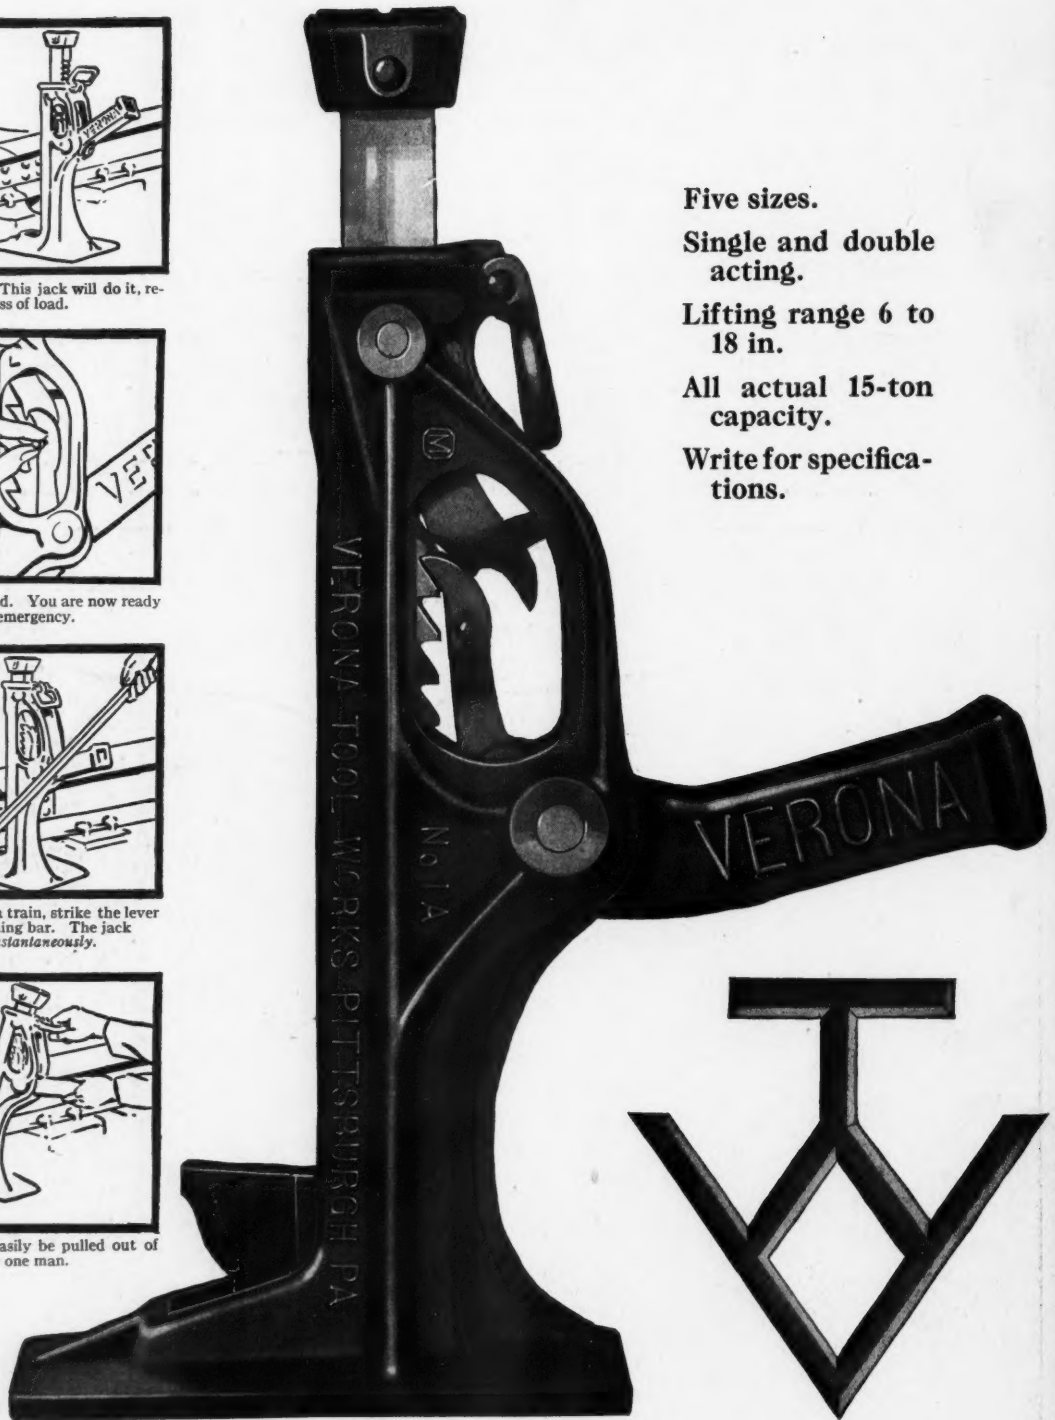 This jack will do it, re-
ss of load.
VER
d. You are now ready
emergency.
train, strike the lever
ing bar. The jack
stantaneously.
asily be pulled out of
one man.
M
VERONA TOOL WORKS PITTSBURGH PA
No 1A
VERONA
Five sizes.
Single and double
acting.
Lifting range 6 to
18 in.
All actual 15-ton
capacity.
Write for specifica-
tions.